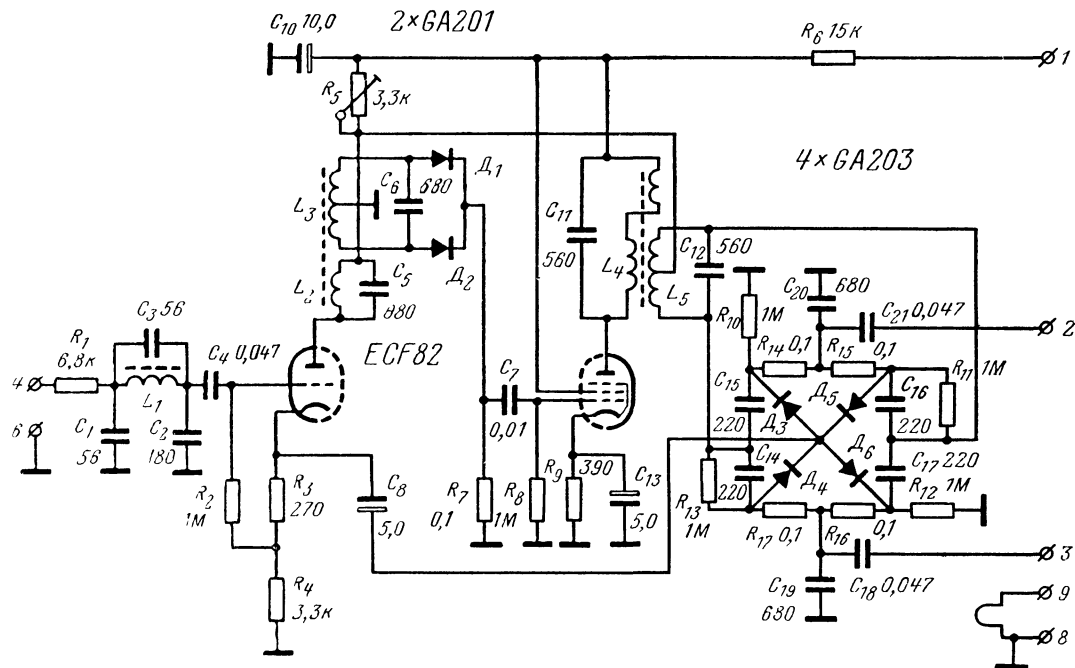 C10 10,0
2×GA201
R6 15к
1
R5
3,3к
4×GA203
C6
680
Д1
L3
Д2
C11
560
L4
L5
C12
560
L2
C5
880
C20
680
R10
1М
C21 0,047
2
R14 0,1
R15
0,1
R11
1М
C3 56
R1
6,8к
4
L1
C4 0,047
ECF82
C7
0,01
C15
220
Д3
Д5
C16
220
6
C1
56
C2
180
R2
1М
R3
270
C8
5,0
R7
0,1
R8
1М
R9
390
C13
5,0
R13
1М
C14
220
Д4
Д6
C17
220
R12
1М
R17 0,1
R16
0,1
R4
3,3к
C19
680
C18 0,047
3
9
8